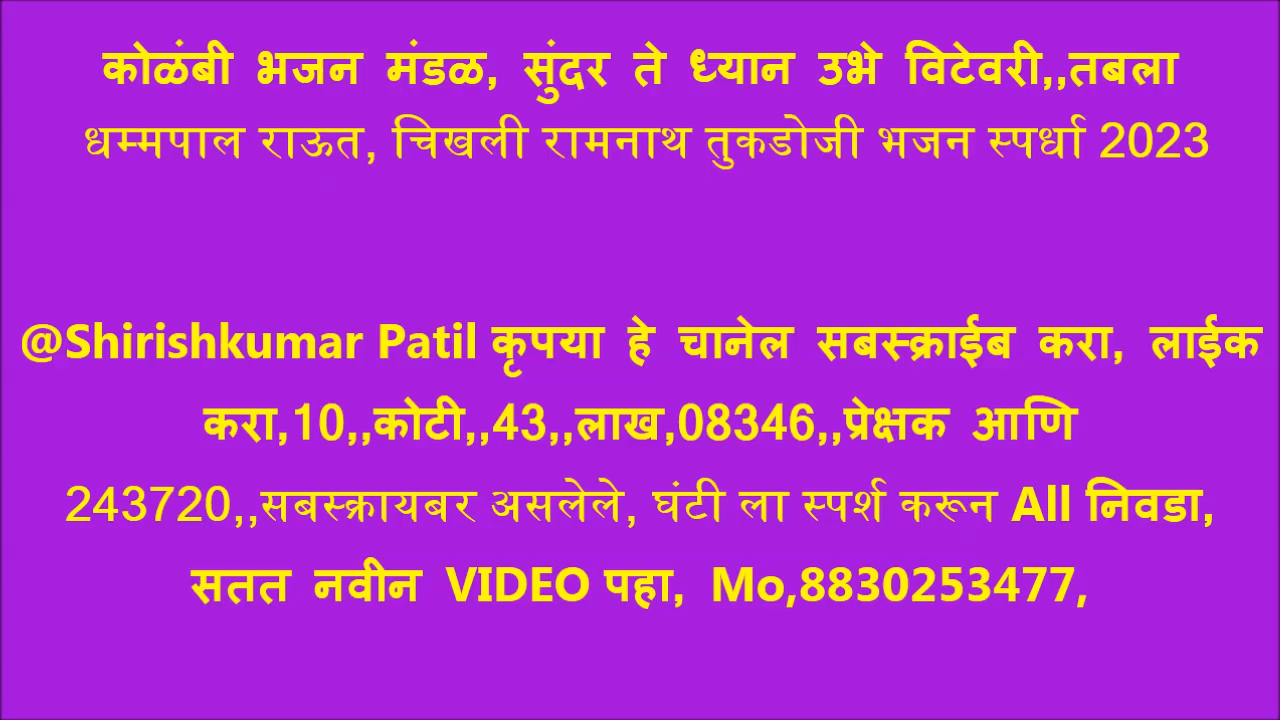 कोळंबी भजन मंडळ, सुंदर ते ध्यान उभे विटेवरी,,तबला
धम्मपाल राऊत, चिखली रामनाथ तुकडोजी भजन स्पर्धा 2023
@Shirishkumar Patil कृपया हे चानेल सबस्क्राईब करा, लाईक
करा,10,,कोटी,,43,,लाख,08346,,प्रेक्षक आणि
243720,,सबस्क्रायबर असलेले, घंटी ला स्पर्श करून All निवडा,
सतत नवीन VIDEO पहा, Mo,8830253477,